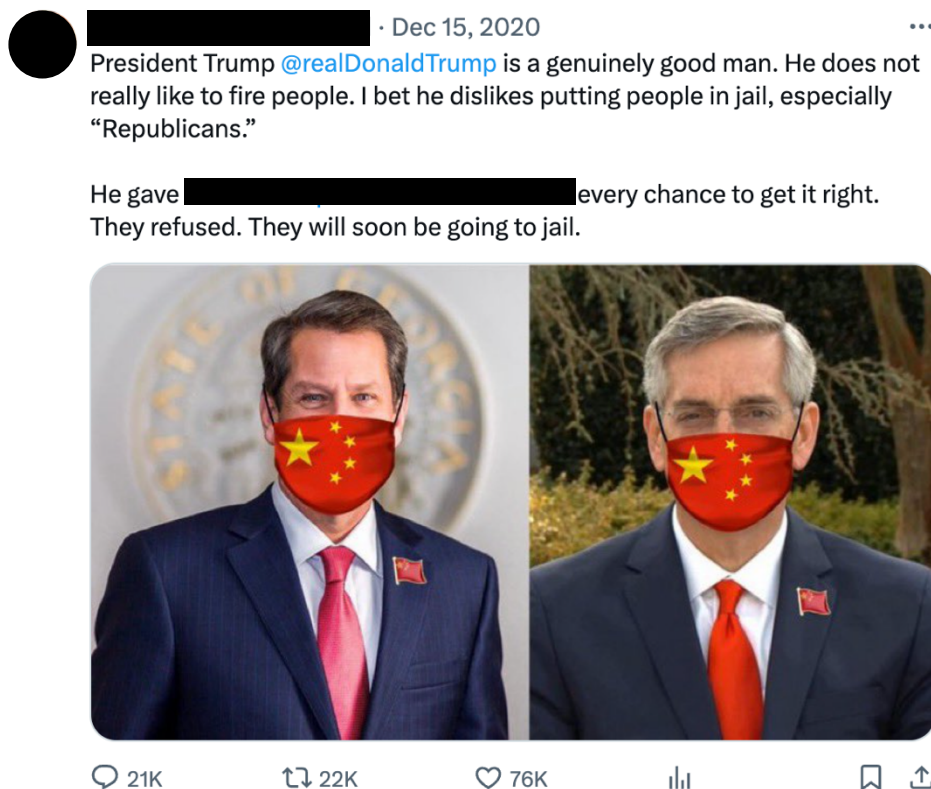 · Dec 15, 2020
President Trump @realDonaldTrump is a genuinely good man. He does not
really like to fire people. I bet he dislikes putting people in jail, especially
“Republicans.”
He gave every chance to get it right.
They refused. They will soon be going to jail.
STATE OF GEORGIA
21K
22K
76K